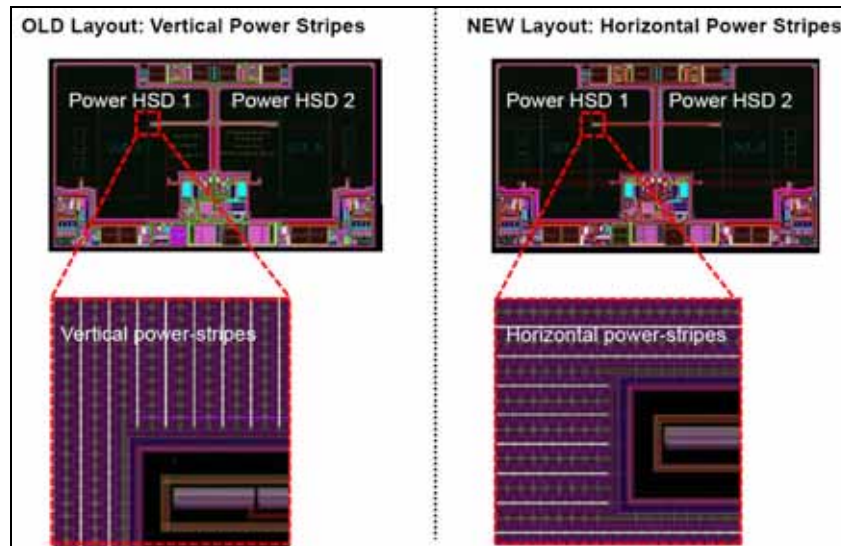 OLD Layout: Vertical Power Stripes
Power HSD 1 Power HSD 2
Vertical power-stripes
NEW Layout: Horizontal Power Stripes
Power HSD 1 Power HSD 2
Horizontal power-stripes